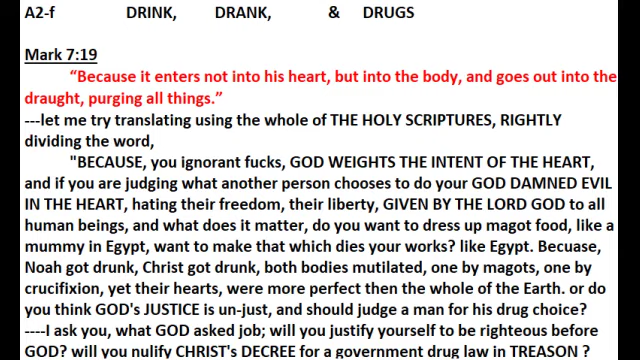 A2-f DRINK, DRANK, & DRUGS
Mark 7:19
“Because it enters not into his heart, but into the body, and goes out into the
draught, purging all things.”
---let me try translating using the whole of THE HOLY SCRIPTURES, RIGHTLY
dividing the word,
"BECAUSE, you ignorant fucks, GOD WEIGHTS THE INTENT OF THE HEART,
and if you are judging what another person chooses to do your GOD DAMNED EVIL
IN THE HEART, hating their freedom, their liberty, GIVEN BY THE LORD GOD to all
human beings, and what does it matter, do you want to dress up magot food, like a
mummy in Egypt, want to make that which dies your works? like Egypt. Becuase,
Noah got drunk, Christ got drunk, both bodies mutilated, one by magots, one by
crucifixion, yet their hearts, were more perfect then the whole of the Earth. or do
you think GOD's JUSTICE is un-just, and should judge a man for his drug choice?
----I ask you, what GOD asked job; will you justify yourself to be righteous before
GOD? will you nulify CHRIST's DECREE for a government drug law in TREASON ?